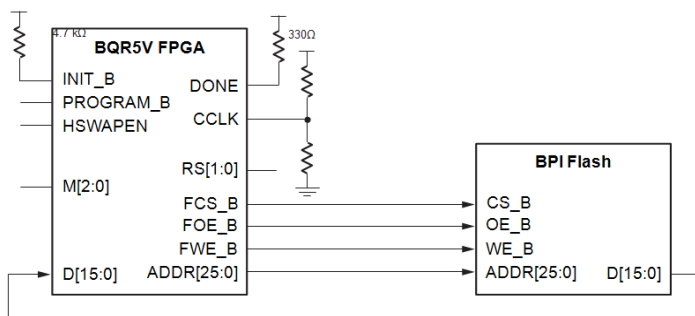 4.7 kΩ
330Ω
BQR5V FPGA
INIT_B
DONE
PROGRAM_B
CCLK
HSWAPEN
RS[1:0]
M[2:0]
FCS_B
FOE_B
FWE_B
D[15:0]
ADDR[25:0]
BPI Flash
CS_B
OE_B
WE_B
ADDR[25:0]
D[15:0]